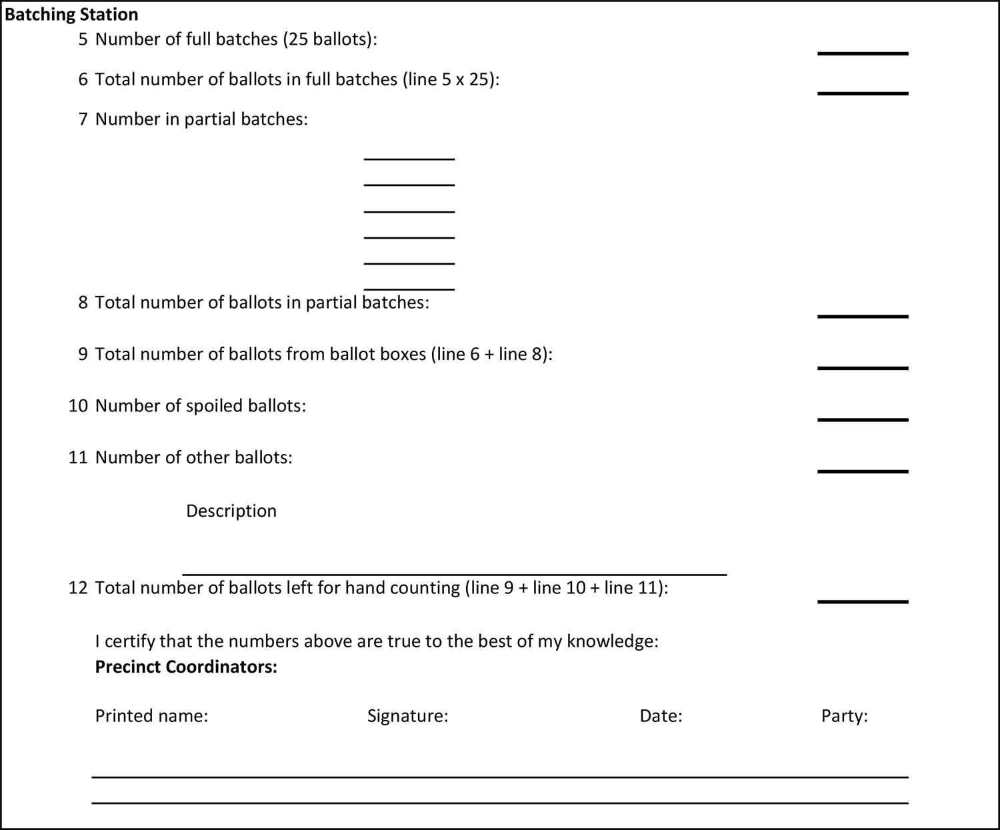 Batching Station
5 Number of full batches (25 ballots):
6 Total number of ballots in full batches (line 5 x 25):
7 Number in partial batches:
8 Total number of ballots in partial batches:
9 Total number of ballots from ballot boxes (line 6 + line 8):
10 Number of spoiled ballots:
11 Number of other ballots:
Description
12 Total number of ballots left for hand counting (line 9 + line 10 + line 11):
I certify that the numbers above are true to the best of my knowledge:
Precinct Coordinators:
Printed name: Signature: Date: Party: